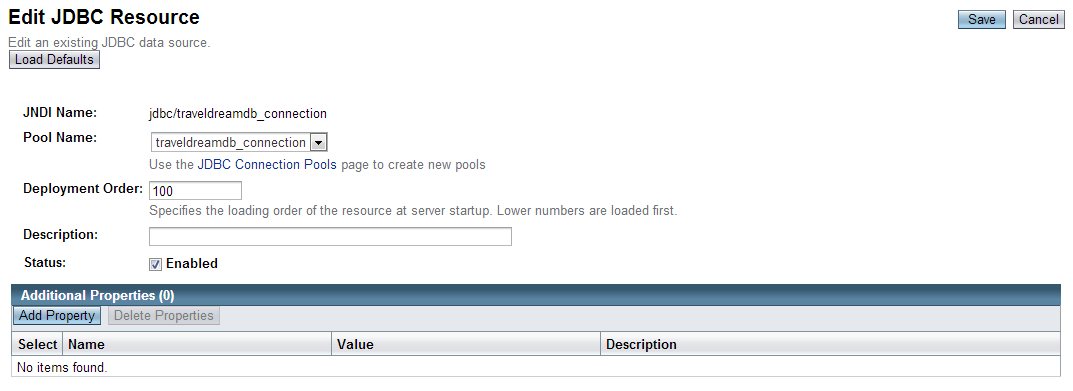 Edit JDBC Resource
Save Cancel
Edit an existing JDBC data source.
Load Defaults
JNDI Name: jdbc/traveldreamdb_connection
Pool Name: traveldreamdb_connection
Use the JDBC Connection Pools page to create new pools
Deployment Order: 100
Specifies the loading order of the resource at server startup. Lower numbers are loaded first.
Description:
Status: Enabled
Additional Properties (0)
Add Property Delete Properties
Select Name Value Description
No items found.